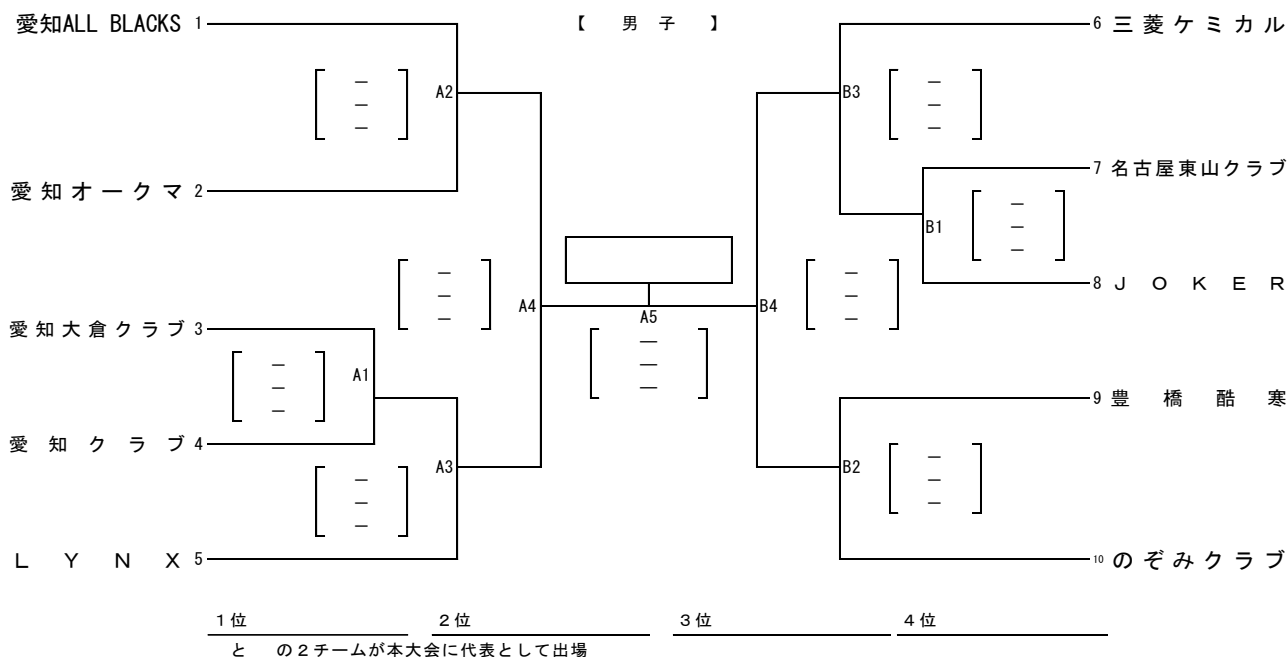 【 男 子 】
愛知ALL BLACKS 1
A2
－
－
－
愛知オークマ 2
愛知大倉クラブ 3
A1
－
－
－
愛知クラブ 4
A3
－
－
－
LYNX 5
A4
－
－
－
A5
－
－
－
6 三菱ケミカル
B3
－
－
－
7 名古屋東山クラブ
B1
－
－
－
8 JOKER
B4
－
－
－
9 豊橋酷寒
B2
－
－
－
10 のぞみクラブ
1位 2位 3位 4位
と の2チームが本大会に代表として出場